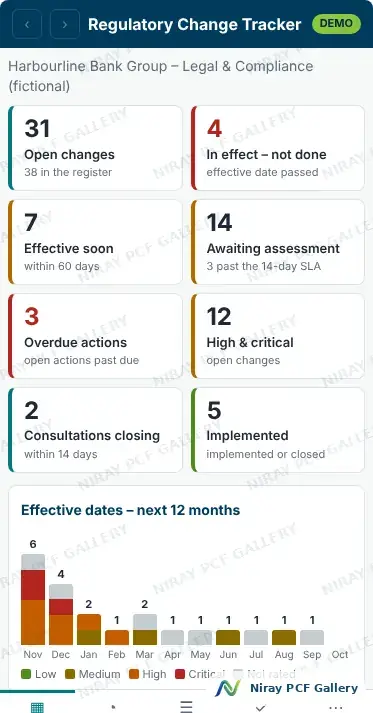 Regulatory Change Tracker DEMO
Harbourline Bank Group – Legal & Compliance
(fictional)
31
Open changes
38 in the register
4
In effect – not done
effective date passed
7
Effective soon
within 60 days
14
Awaiting assessment
3 past the 14-day SLA
3
Overdue actions
open actions past due
12
High & critical
open changes
2
Consultations closing
within 14 days
5
Implemented
implemented or closed
Effective dates – next 12 months
6 4 2 1 2 1 1 1 1 1
Nov Dec Jan Feb Mar Apr May Jun Jul Aug Sep Oct
Low Medium High Critical Not rated
Niray PCF Gallery
NIRAY PCF GALLERY